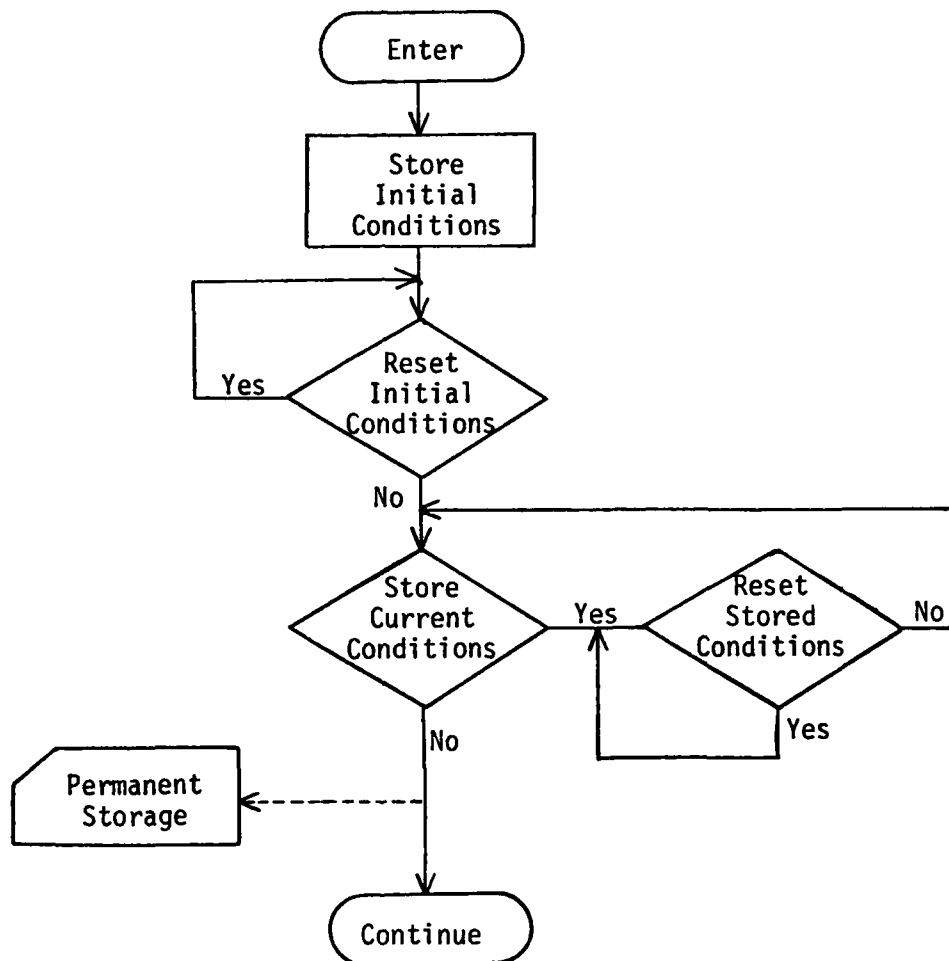 Enter
Store
Initial
Conditions
Reset
Initial
Conditions
Yes
No
Store
Current
Conditions
Yes
Reset
Stored
Conditions
No
Yes
No
Permanent
Storage
Continue